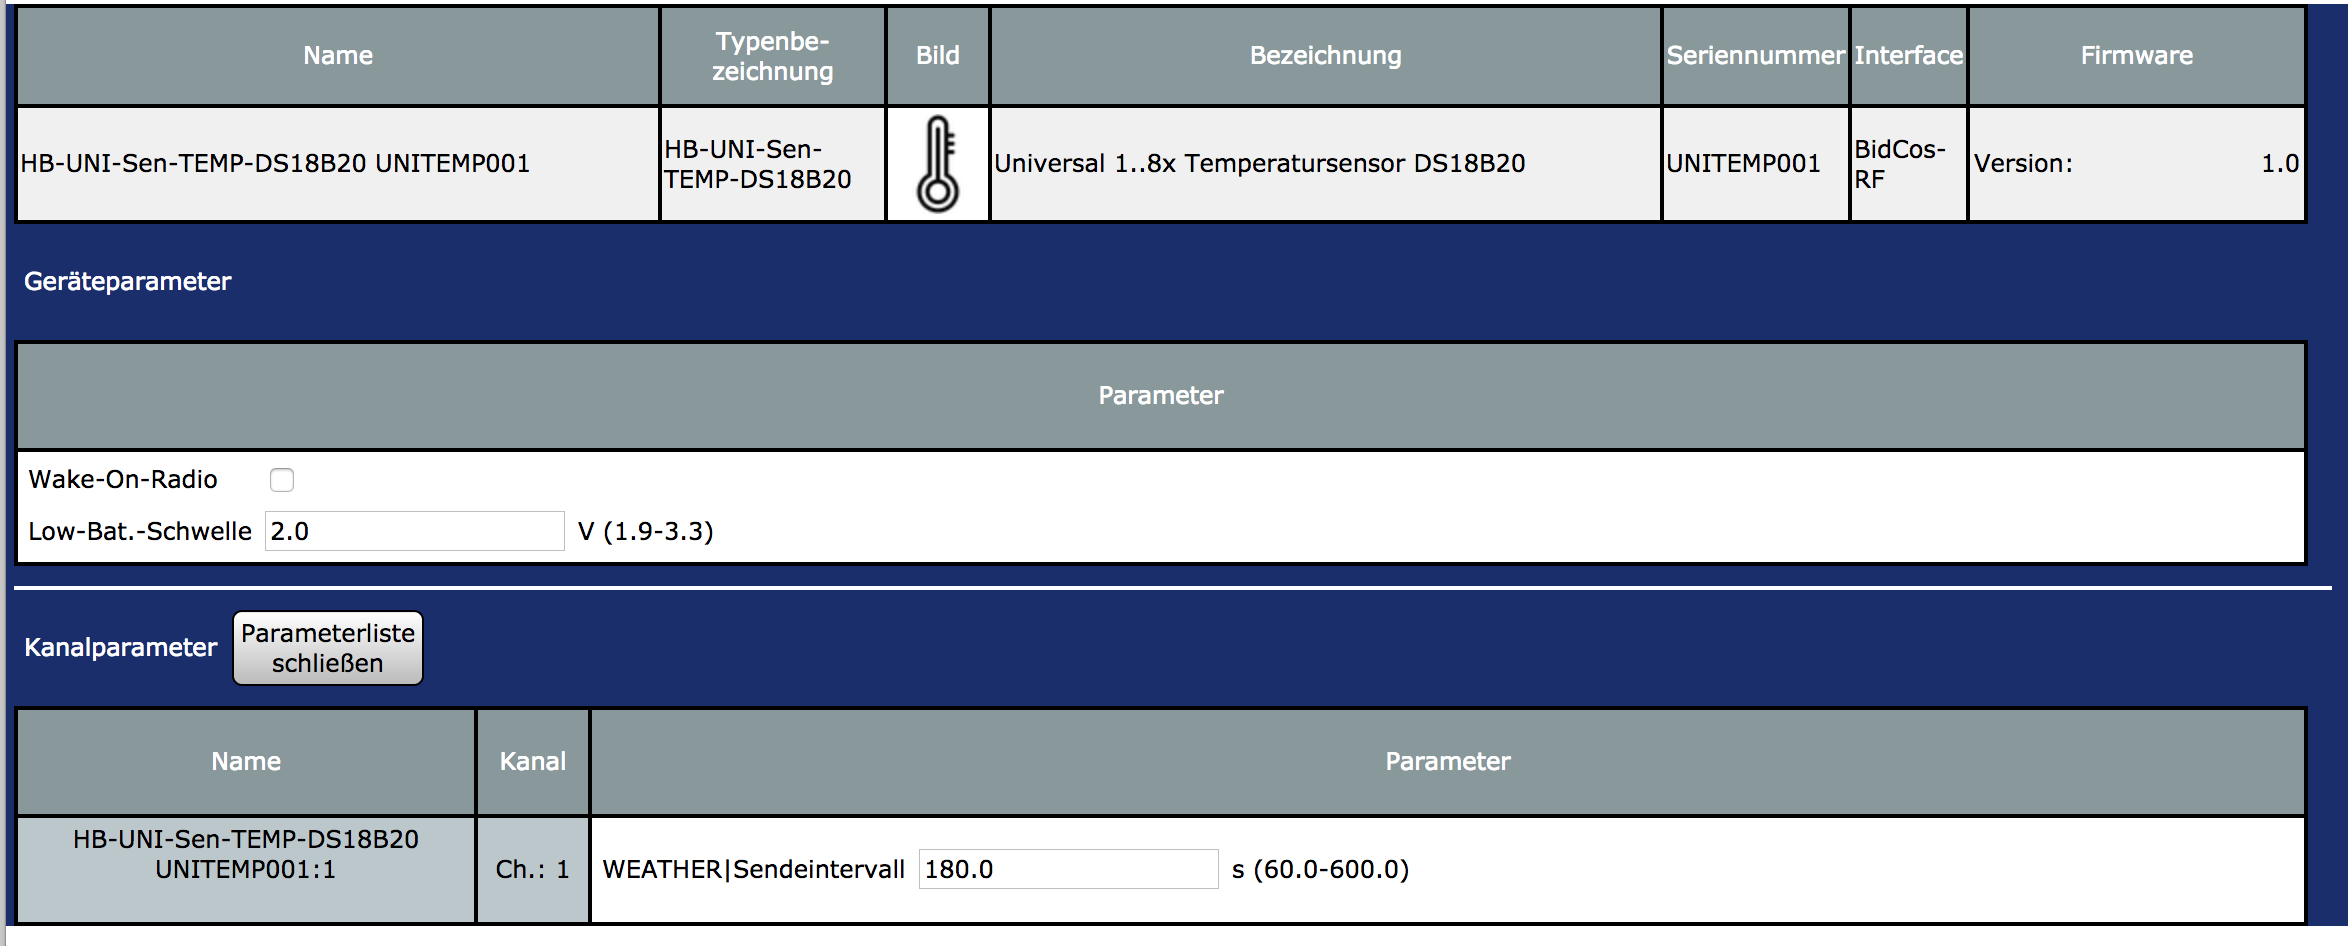 Name
Typenbe-
zeichnung
Bild
Bezeichnung
Seriennummer
Interface
Firmware
HB-UNI-Sen-TEMP-DS18B20 UNITEMP001
HB-UNI-Sen-
TEMP-DS18B20
Universal 1..8x Temperatursensor DS18B20
UNITEMP001
BidCos-
RF
Version: 1.0
Geräteparameter
Parameter
Wake-On-Radio
Low-Bat.-Schwelle 2.0 V (1.9-3.3)
Kanalparameter
Parameterliste
schließen
Name
Kanal
Parameter
HB-UNI-Sen-TEMP-DS18B20
UNITEMP001:1
Ch.: 1
WEATHER|Sendeintervall 180.0 s (60.0-600.0)